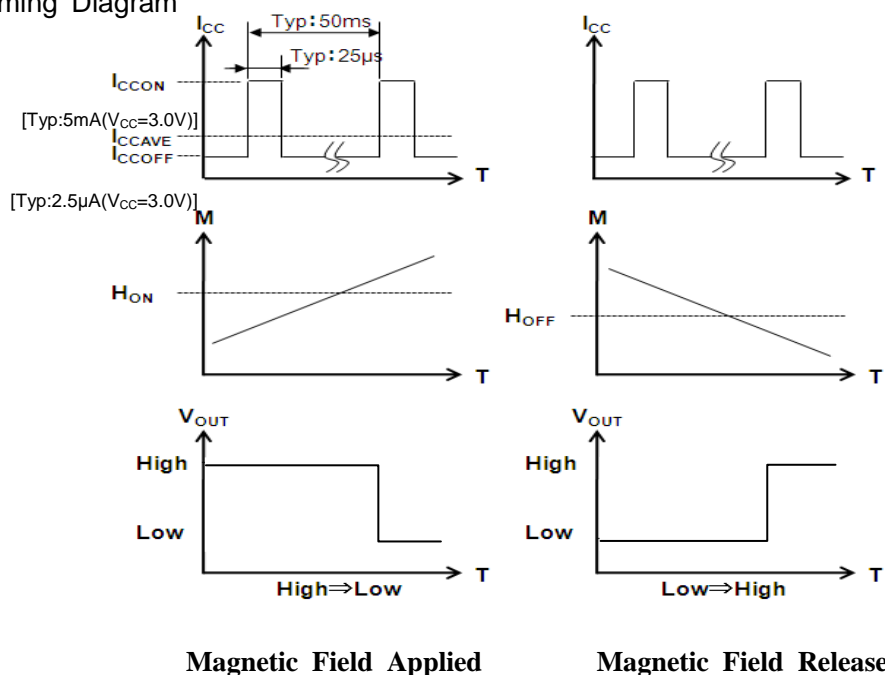 ming Diagram
ICC
Typ:50ms
Typ:25μs
ICCON
[Typ:5mA(VCC=3.0V)]
ICCAVE
ICCOFF
T
[Typ:2.5μA(VCC=3.0V)]
M
HON
T
VOUT
High
Low
T
High⇒Low
Magnetic Field Applied
ICC
T
M
HOFF
T
VOUT
High
Low
T
Low⇒High
Magnetic Field Release